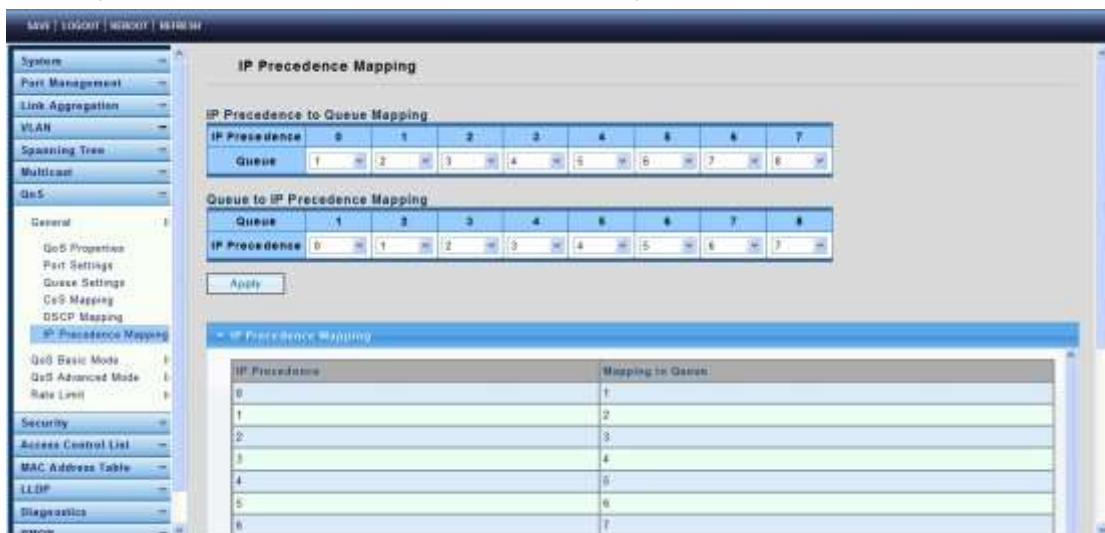 SAVE | LOGOUT | REBOOT | REFRESH
System
Port Management
Link Aggregation
VLAN
Spanning Tree
Multicast
QoS
General
QoS Properties
Port Settings
Queue Settings
CoS Mapping
DSCP Mapping
IP Precedence Mapping
QoS Basic Mode
QoS Advanced Mode
Rate Limit
Security
Access Control List
MAC Address Table
LLDP
Diagnostics
RMON
IP Precedence Mapping
IP Precedence to Queue Mapping
IP Precedence 0 1 2 3 4 5 6 7
Queue 1 2 3 4 5 6 7 8
Queue to IP Precedence Mapping
Queue 1 2 3 4 5 6 7 8
IP Precedence 0 1 2 3 4 5 6 7
Apply
IP Precedence Mapping
IP Precedence Mapping to Queue
0 1
1 2
2 3
3 4
4 5
5 6
6 7